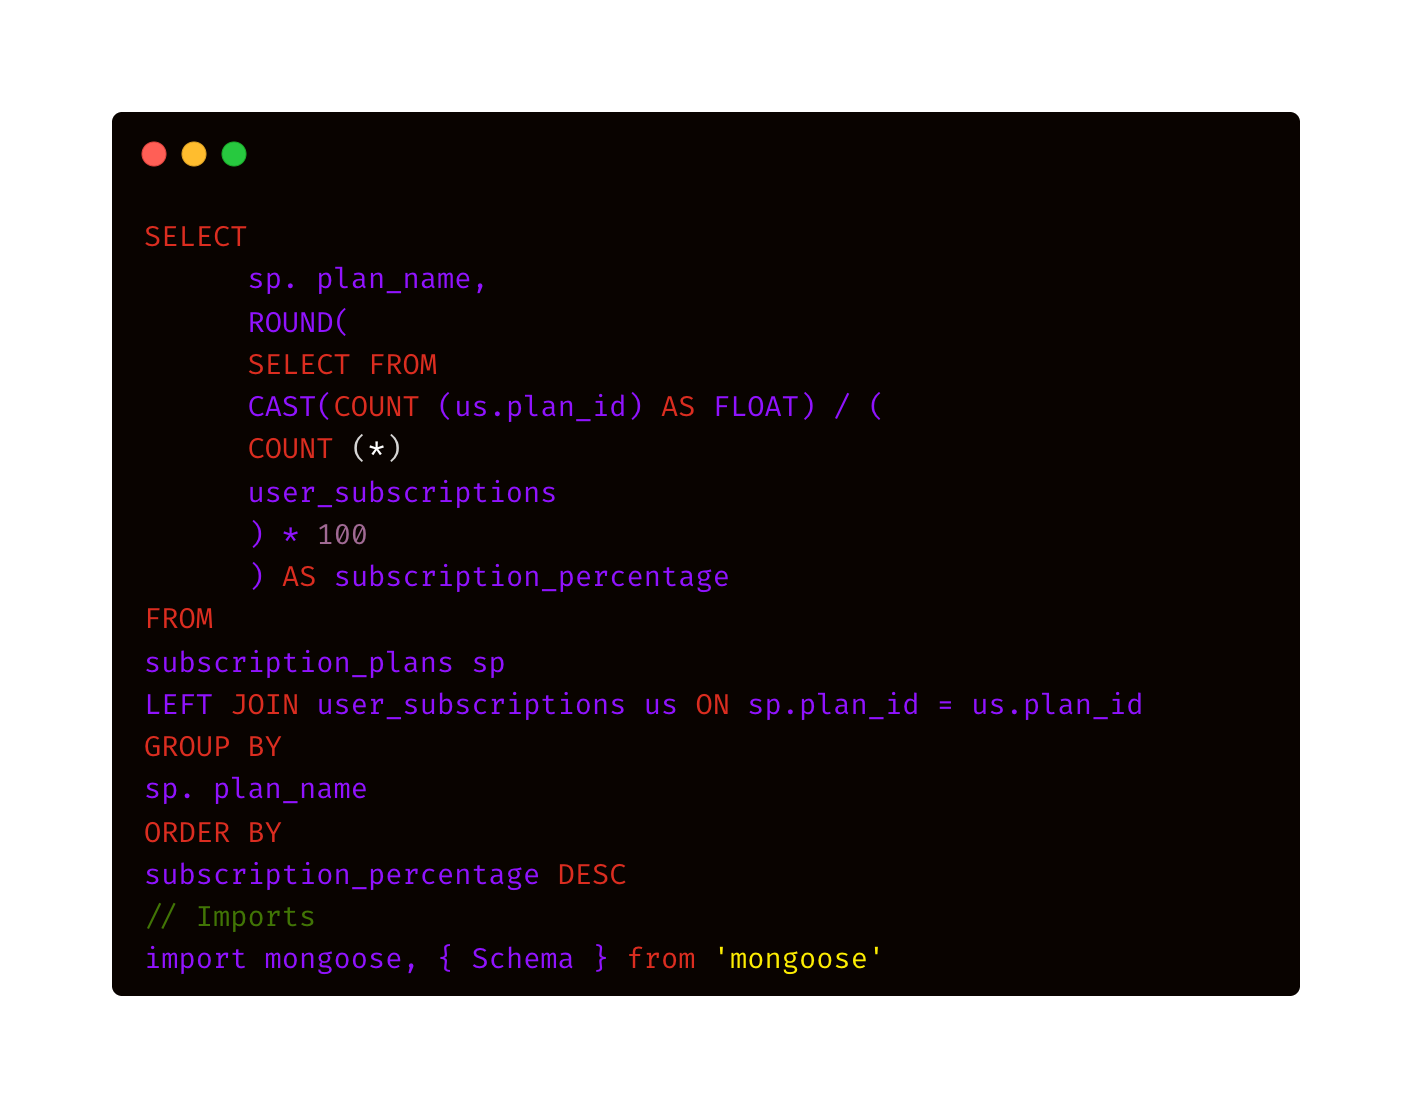 SELECT
sp. plan_name,
ROUND(
SELECT FROM
CAST(COUNT (us.plan_id) AS FLOAT) / (
COUNT (*)
user_subscriptions
) * 100
) AS subscription_percentage
FROM
subscription_plans sp
LEFT JOIN user_subscriptions us ON sp.plan_id = us.plan_id
GROUP BY
sp. plan_name
ORDER BY
subscription_percentage DESC
// Imports
import mongoose, { Schema } from 'mongoose'